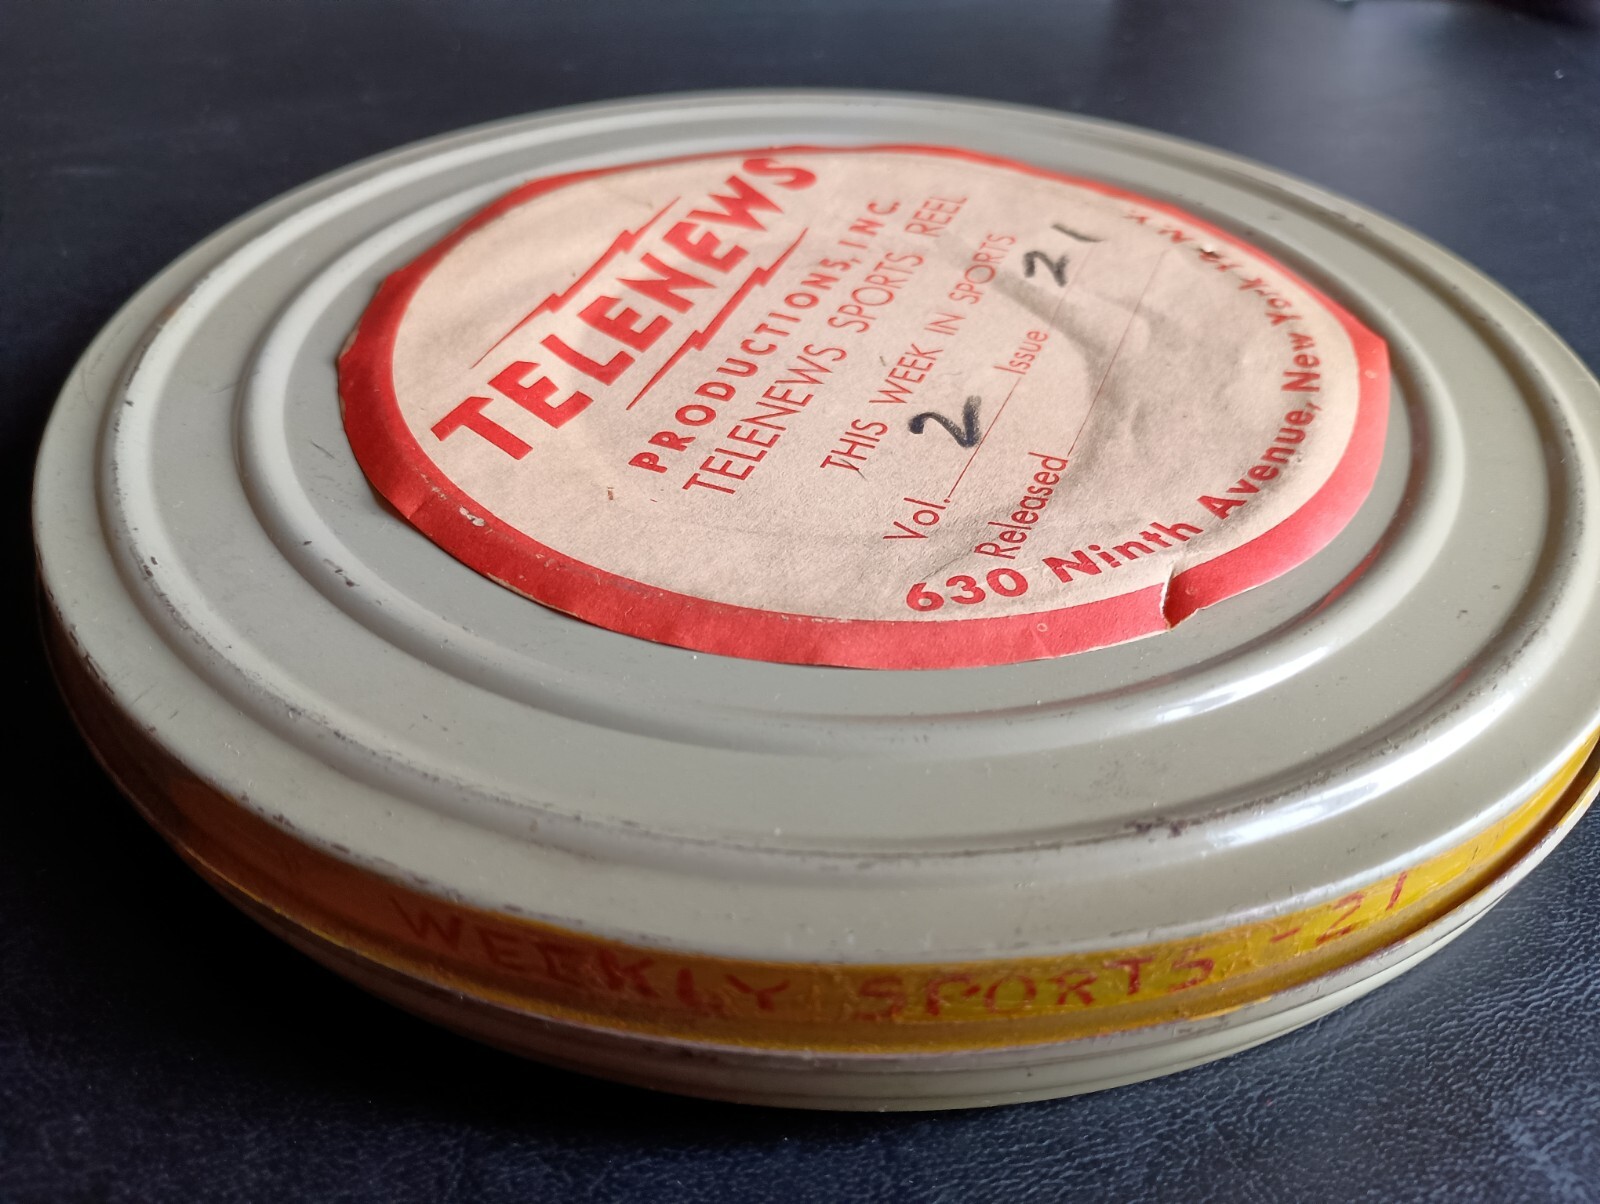 TELENEWS
PRODUCTIONS, INC.
TELENEWS SPORTS REEL
THIS WEEK IN SPORTS
Vol. 2 Issue 21
Released
630 Ninth Avenue, New York N. Y.
WEEKLY SPORTS - 21